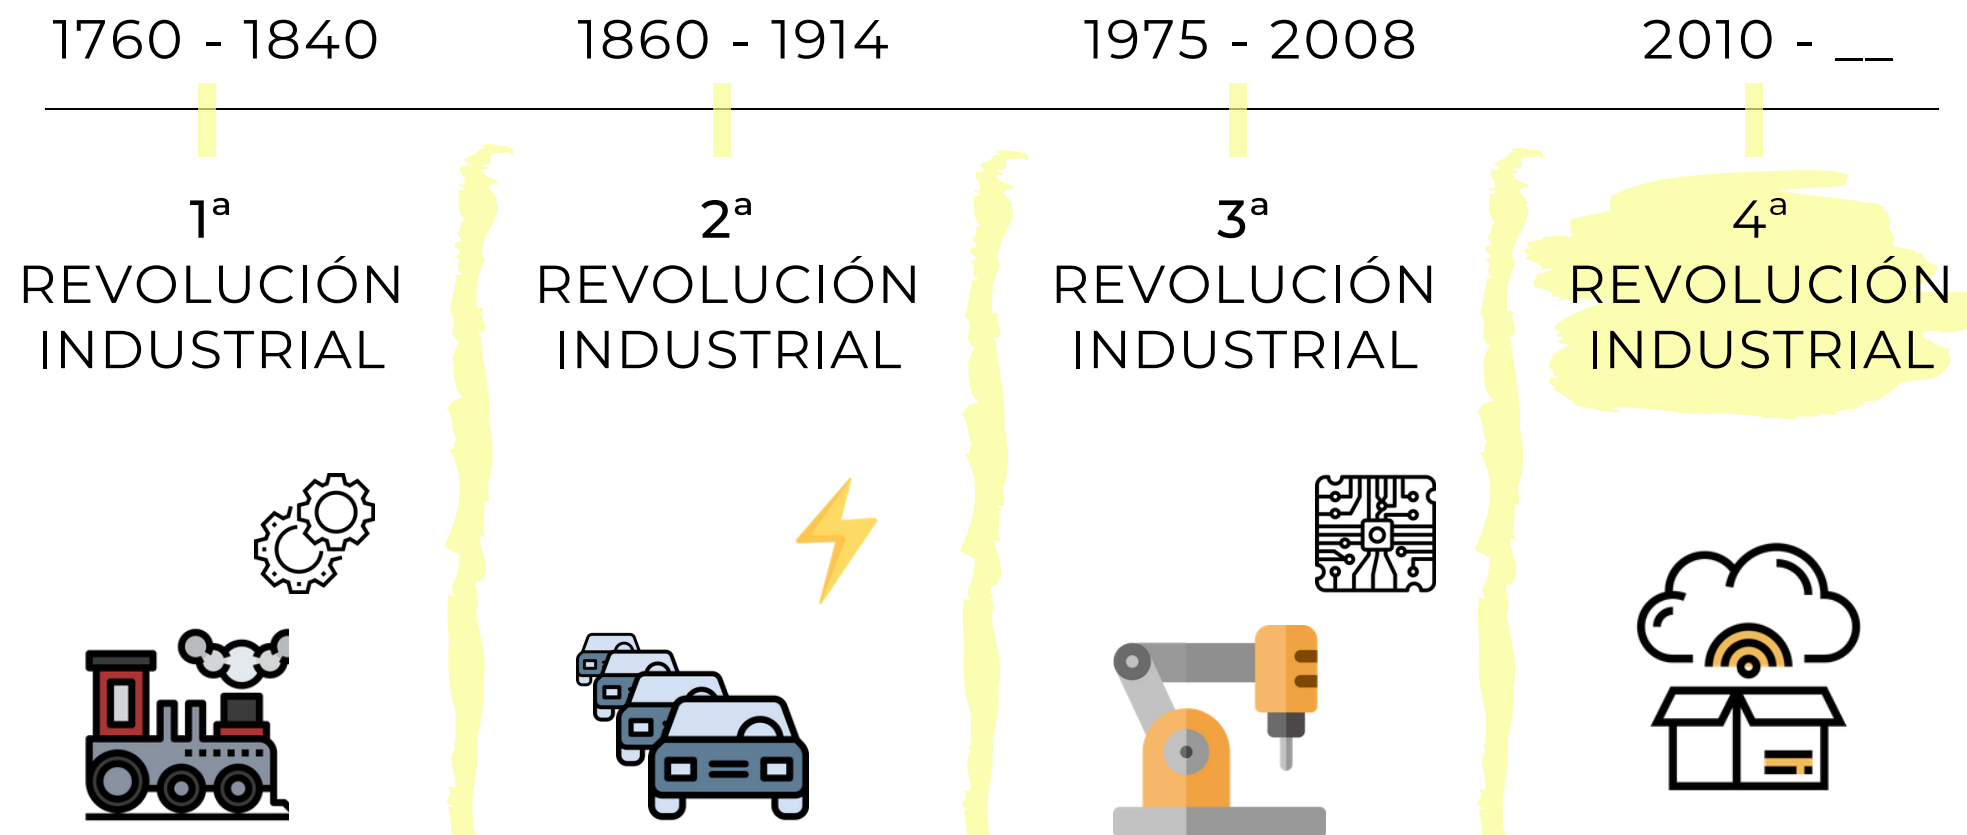 1760 - 1840
1ª
REVOLUCIÓN
INDUSTRIAL
1860 - 1914
2ª
REVOLUCIÓN
INDUSTRIAL
1975 - 2008
3ª
REVOLUCIÓN
INDUSTRIAL
2010 - __
4ª
REVOLUCIÓN
INDUSTRIAL